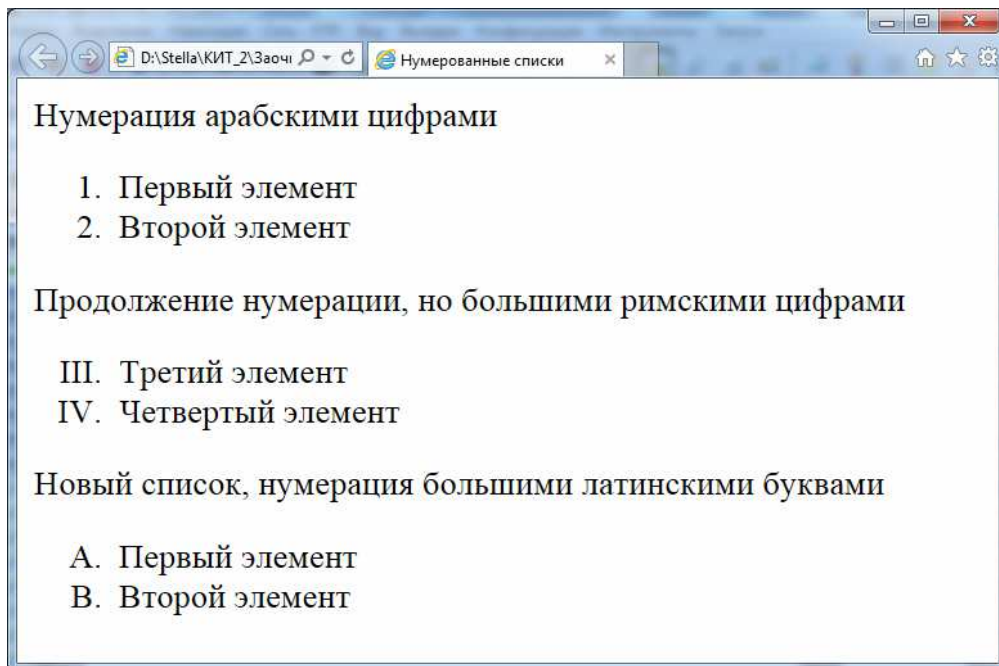 D:\Stella\КИТ_2\Заочн
Нумерованные списки
Нумерация арабскими цифрами
1. Первый элемент
2. Второй элемент
Продолжение нумерации, но большими римскими цифрами
III. Третий элемент
IV. Четвертый элемент
Новый список, нумерация большими латинскими буквами
A. Первый элемент
B. Второй элемент